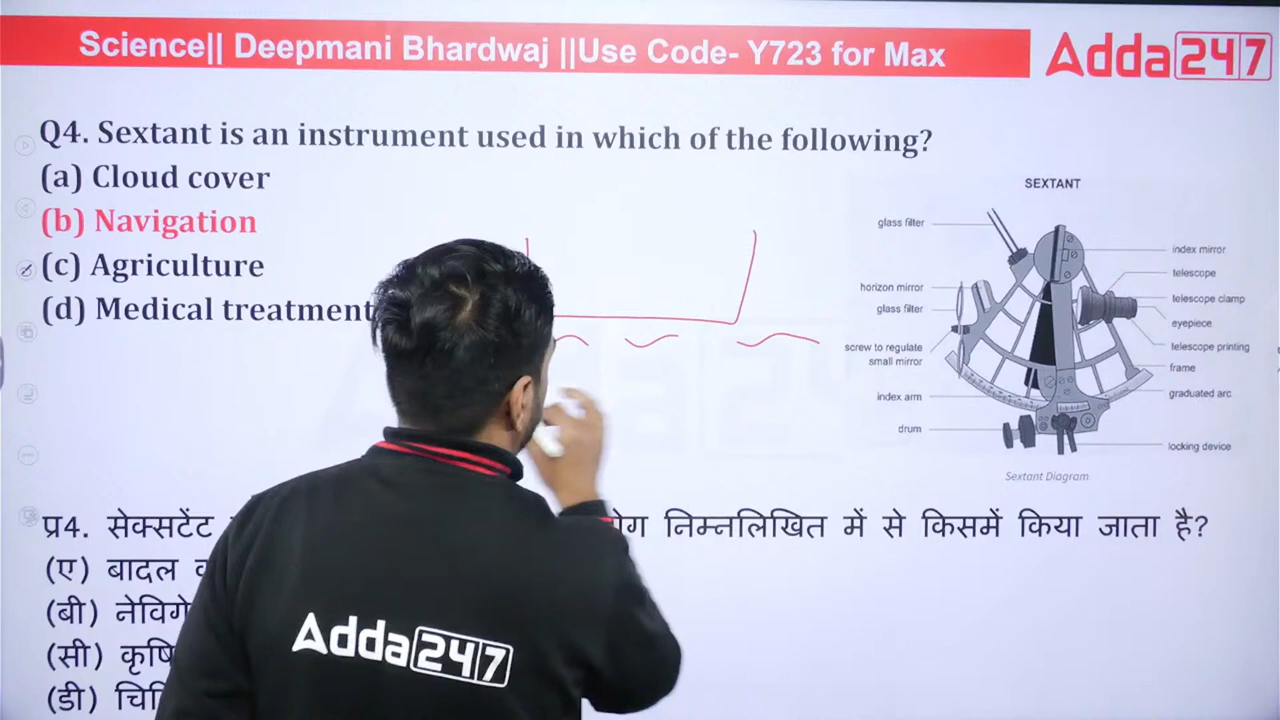 Science|| Deepmani Bhardwaj ||Use Code- Y723 for Max
Adda247
Q4. Sextant is an instrument used in which of the following?
(a) Cloud cover
(b) Navigation
(c) Agriculture
(d) Medical treatment
SEXTANT
glass filter
index mirror
telescope
horizon mirror
telescope clamp
glass filter
eyepiece
screw to regulate
small mirror
telescope printing
frame
index arm
graduated arc
drum
locking device
Sextant Diagram
प्र4. सेक्सटेंट निम्नलिखित में से किसमें किया जाता है?
(ए) बादल
(बी)
(सी)
(डी)
Adda247